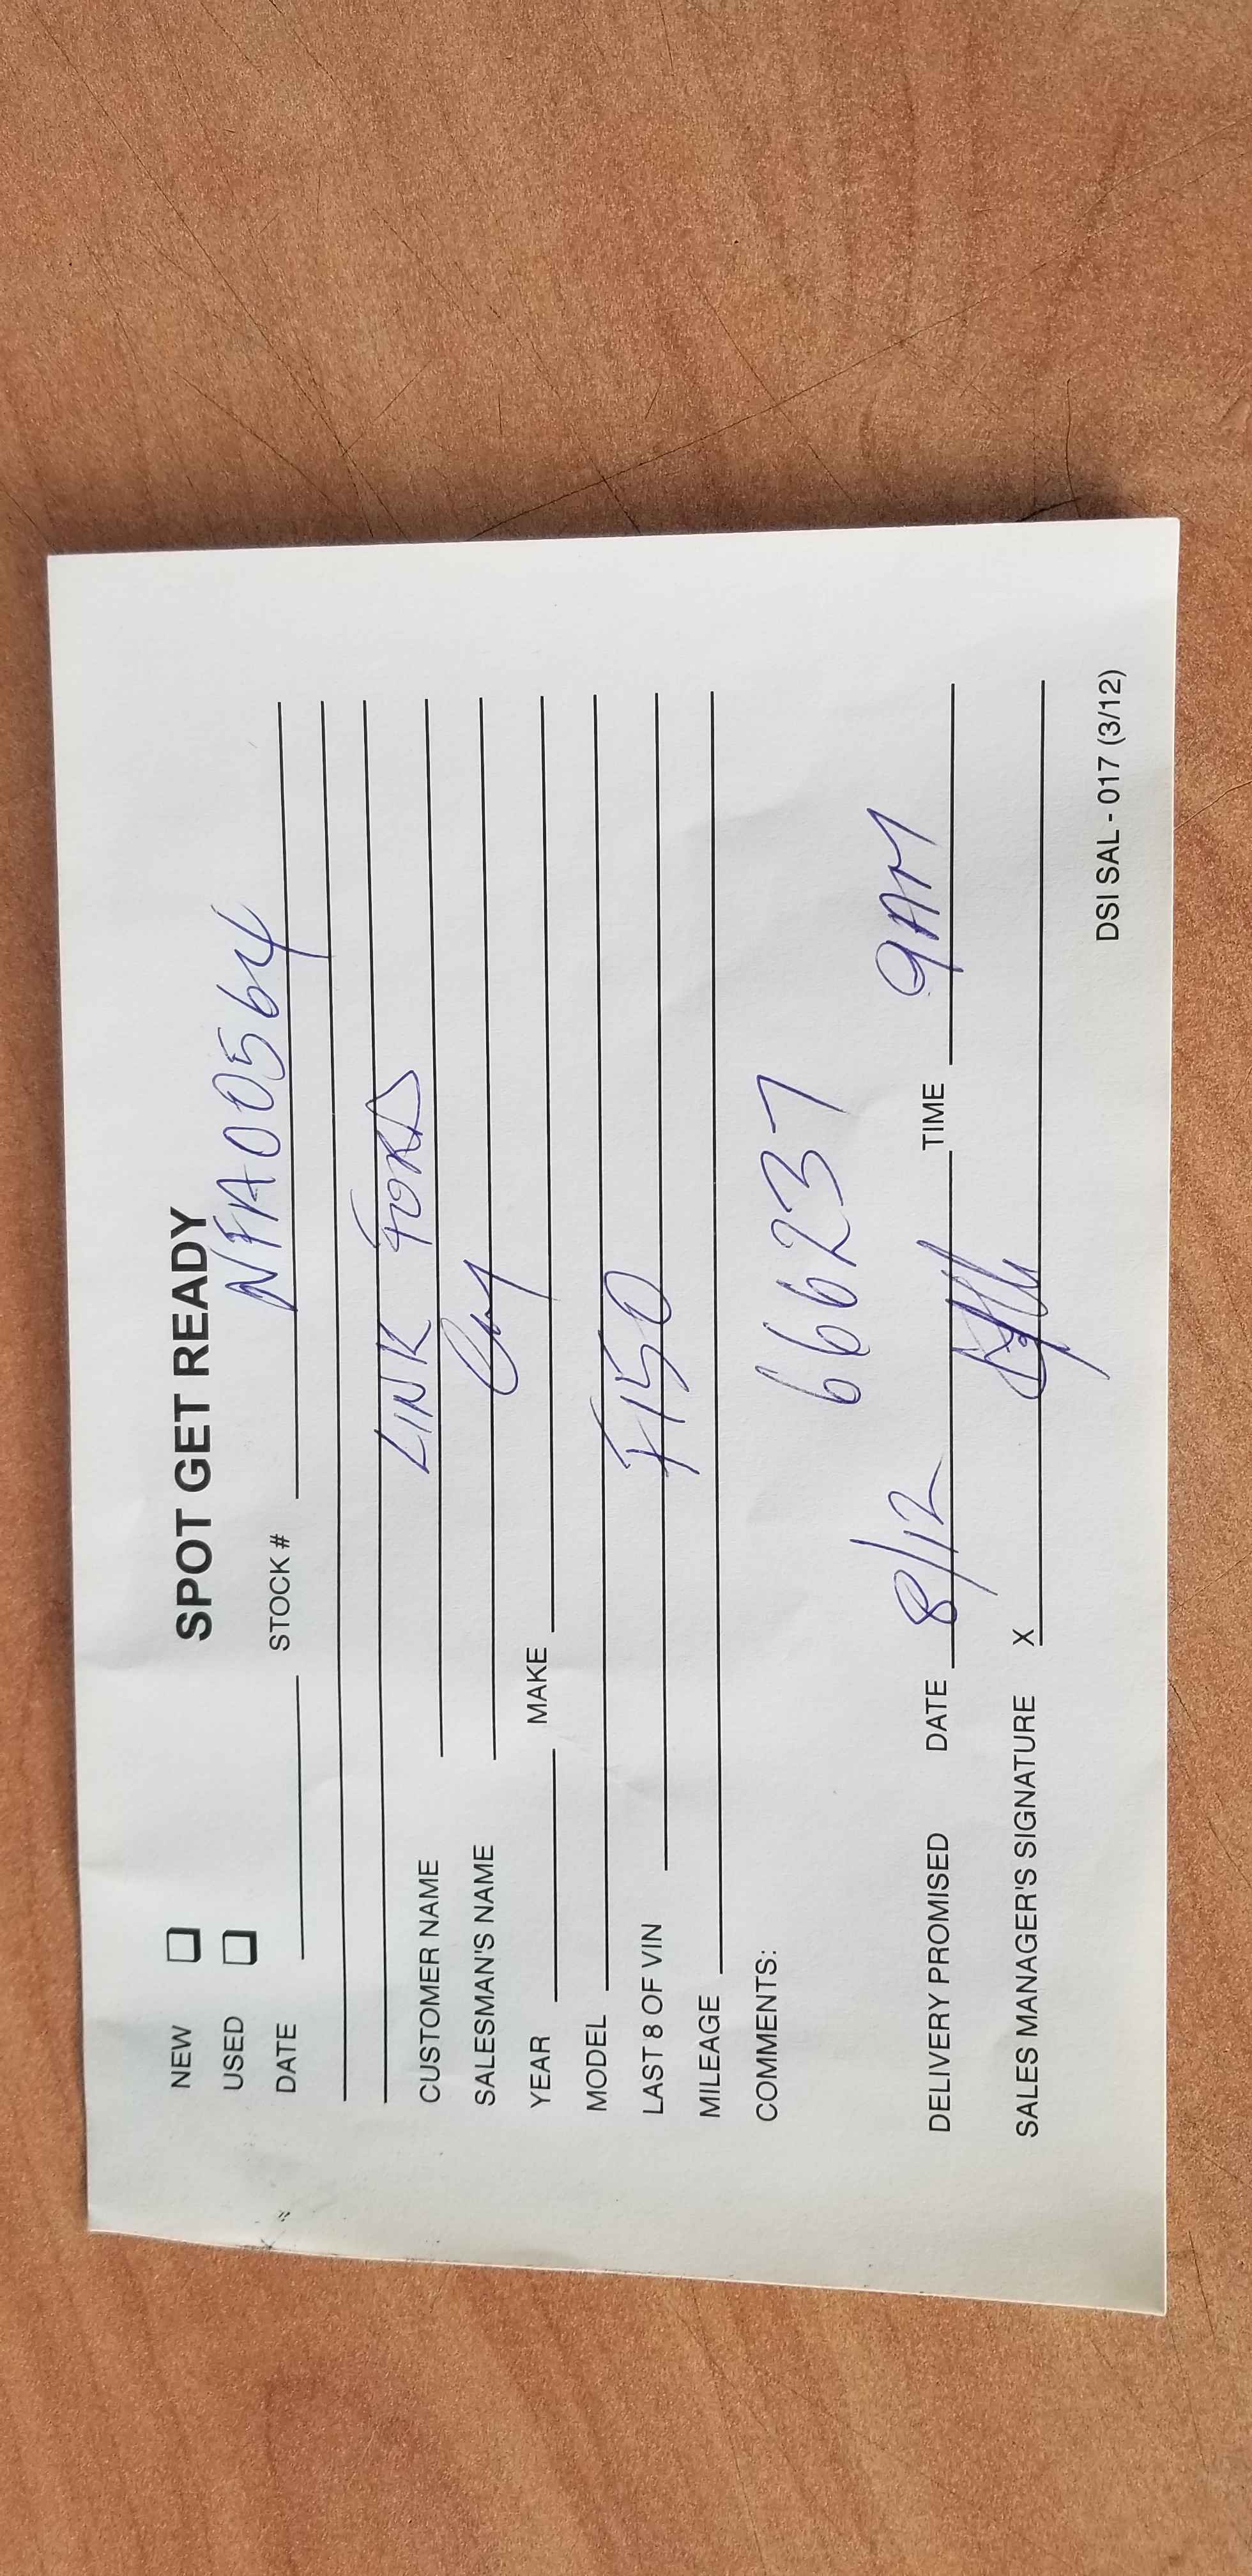 SPOT GET READY
NEW
USED
DATE STOCK # NFA00564
CUSTOMER NAME LINK FORD
SALESMAN'S NAME
YEAR MAKE
MODEL
LAST 8 OF VIN F150
MILEAGE
COMMENTS:
66237
DELIVERY PROMISED DATE 8/12 TIME 9AM
SALES MANAGER'S SIGNATURE X
DSI SAL - 017 (3/12)